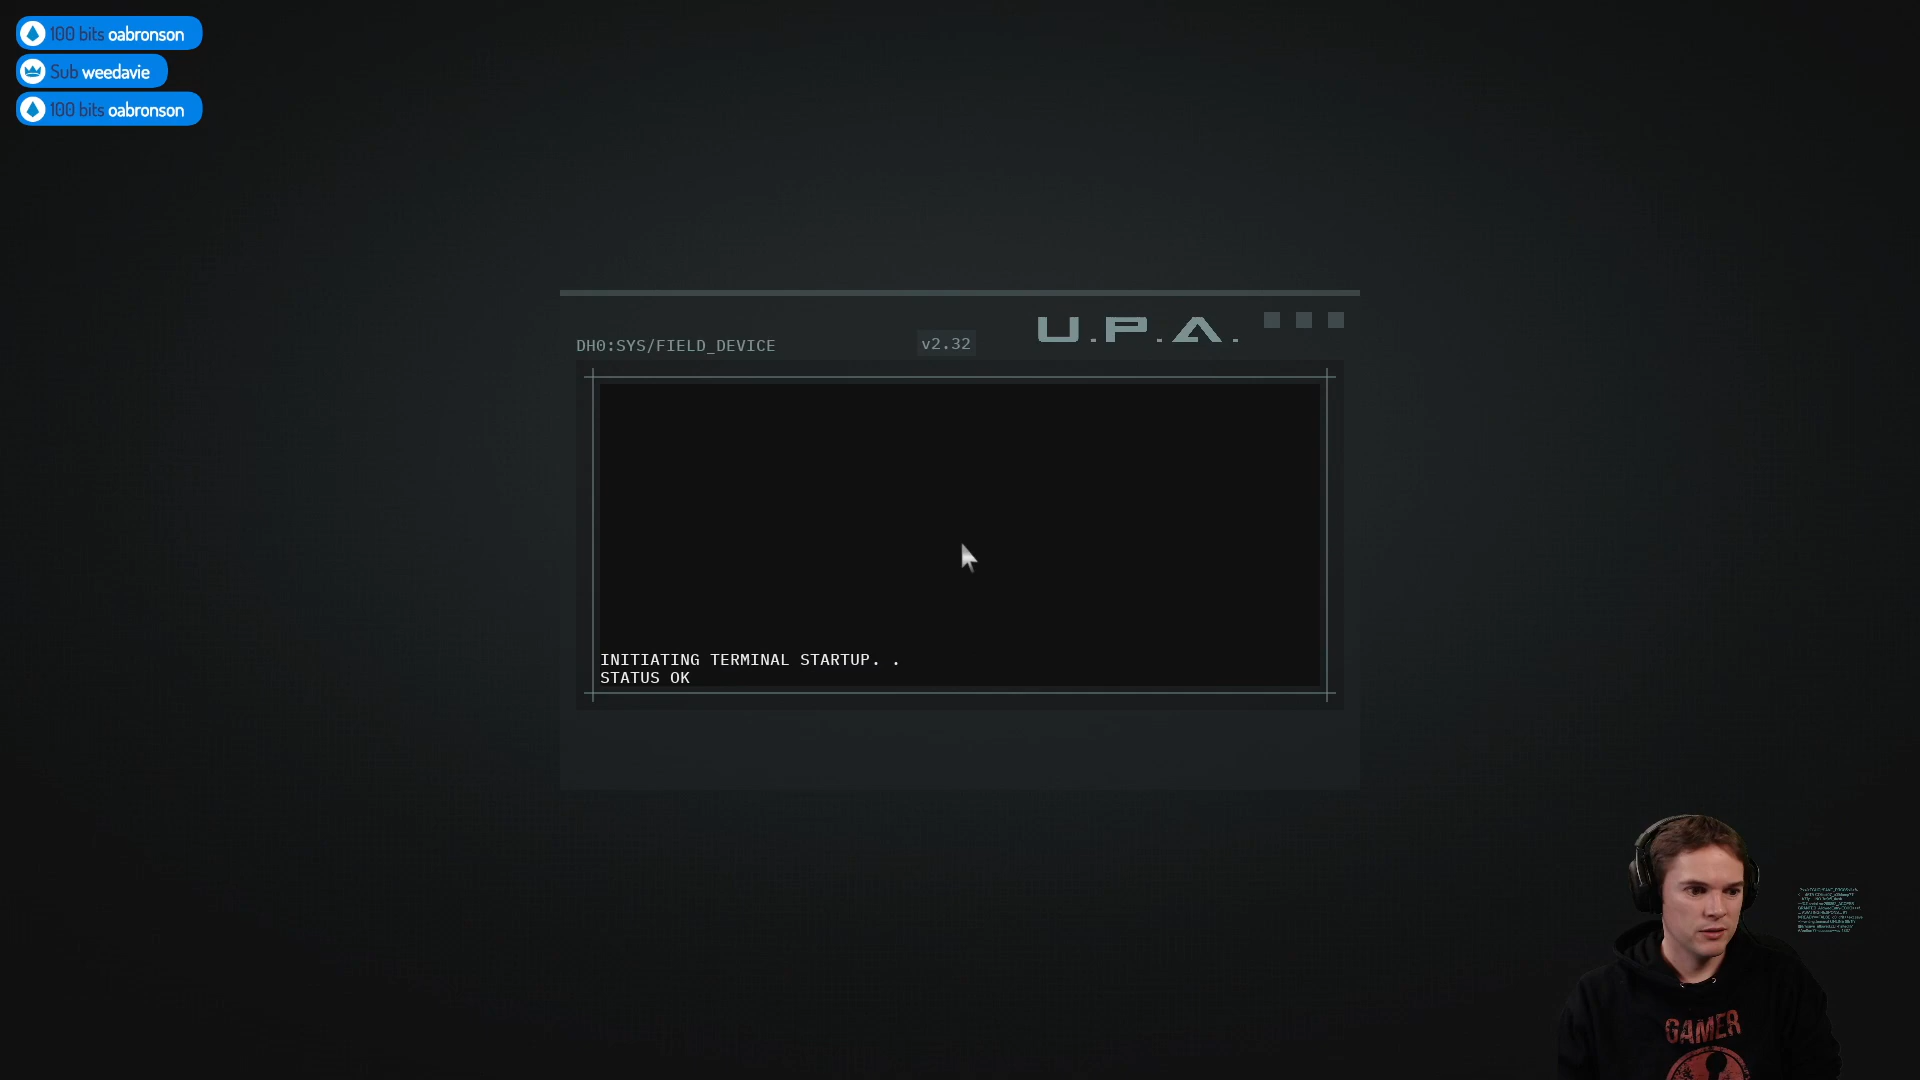 100 bits oabronson
Sub weedavie
100 bits oabronson
U.P.A.
DH0:SYS/FIELD_DEVICE
v2.32
INITIATING TERMINAL STARTUP. .
STATUS OK
GAMER